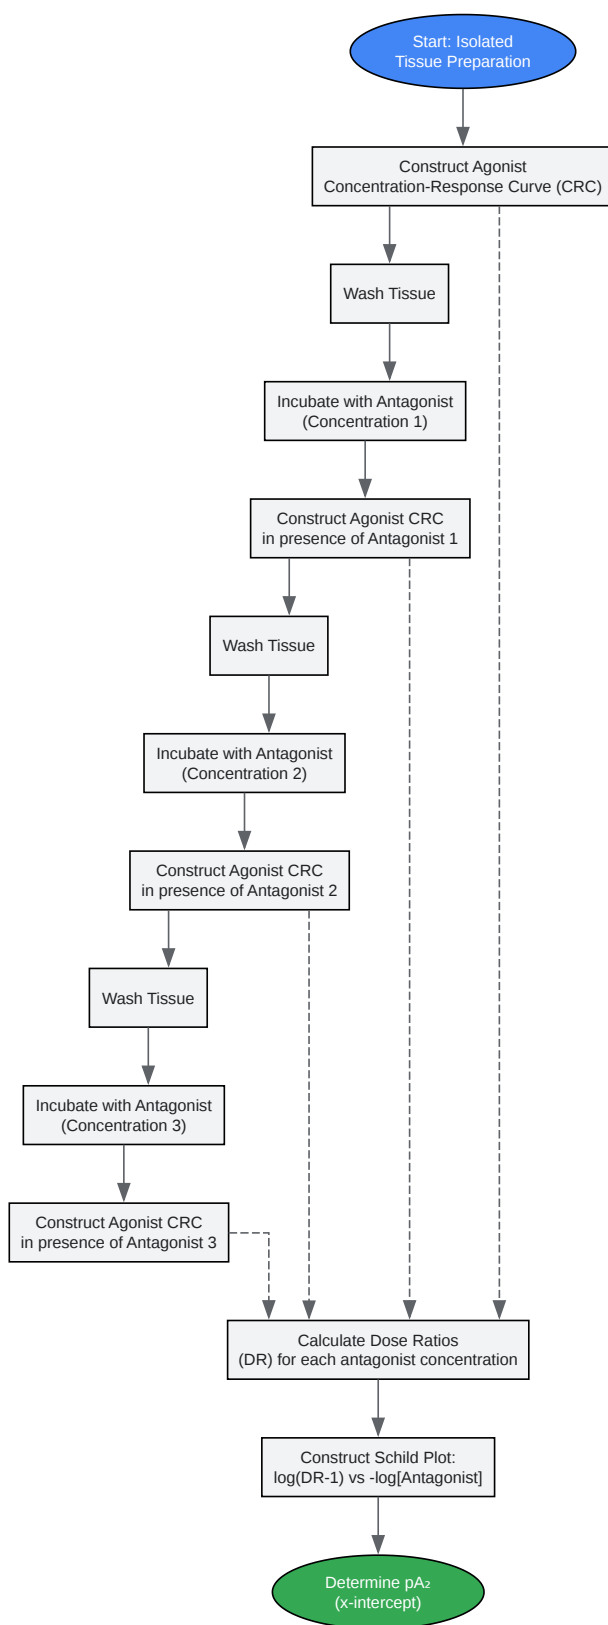 Start: Isolated
Tissue Preparation
Construct Agonist
Concentration-Response Curve (CRC)
Wash Tissue
Incubate with Antagonist
(Concentration 1)
Construct Agonist CRC
in presence of Antagonist 1
Wash Tissue
Incubate with Antagonist
(Concentration 2)
Construct Agonist CRC
in presence of Antagonist 2
Wash Tissue
Incubate with Antagonist
(Concentration 3)
Construct Agonist CRC
in presence of Antagonist 3
Calculate Dose Ratios
(DR) for each antagonist concentration
Construct Schild Plot:
log(DR-1) vs -log[Antagonist]
Determine pA₂
(x-intercept)